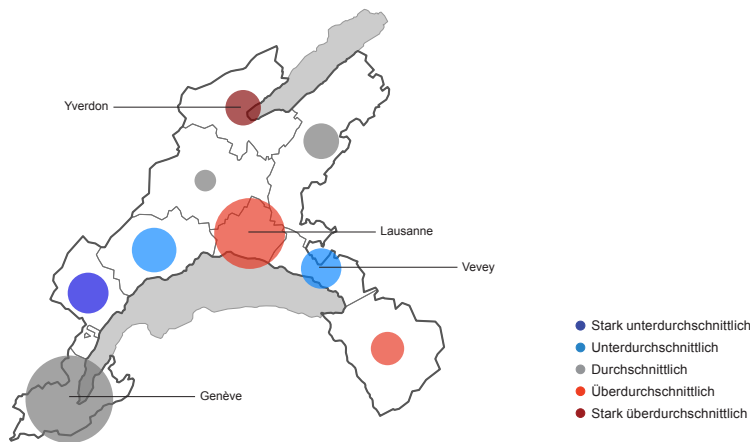 Yverdon
Lausanne
Vevey
Genève
Stark unterdurchschnittlich
Unterdurchschnittlich
Durchschnittlich
Überdurchschnittlich
Stark überdurchschnittlich